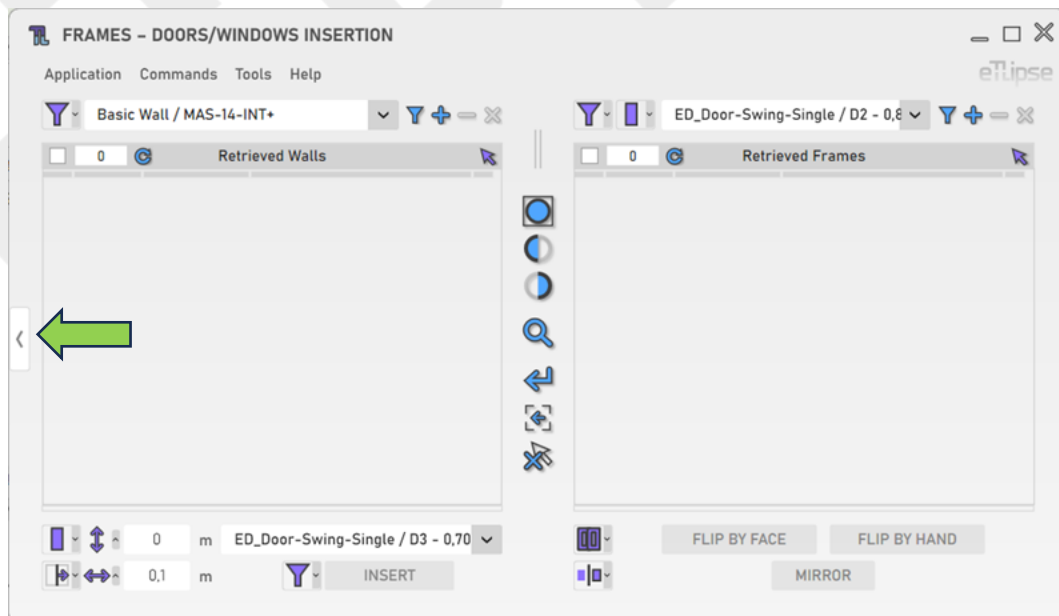 FRAMES – DOORS/WINDOWS INSERTION
Application Commands Tools Help
eTLipse
Basic Wall / MAS-14-INT+
ED_Door-Swing-Single / D2 - 0,8
0 Retrieved Walls
0 Retrieved Frames
0 m ED_Door-Swing-Single / D3 - 0,70
FLIP BY FACE FLIP BY HAND
0,1 m INSERT
MIRROR